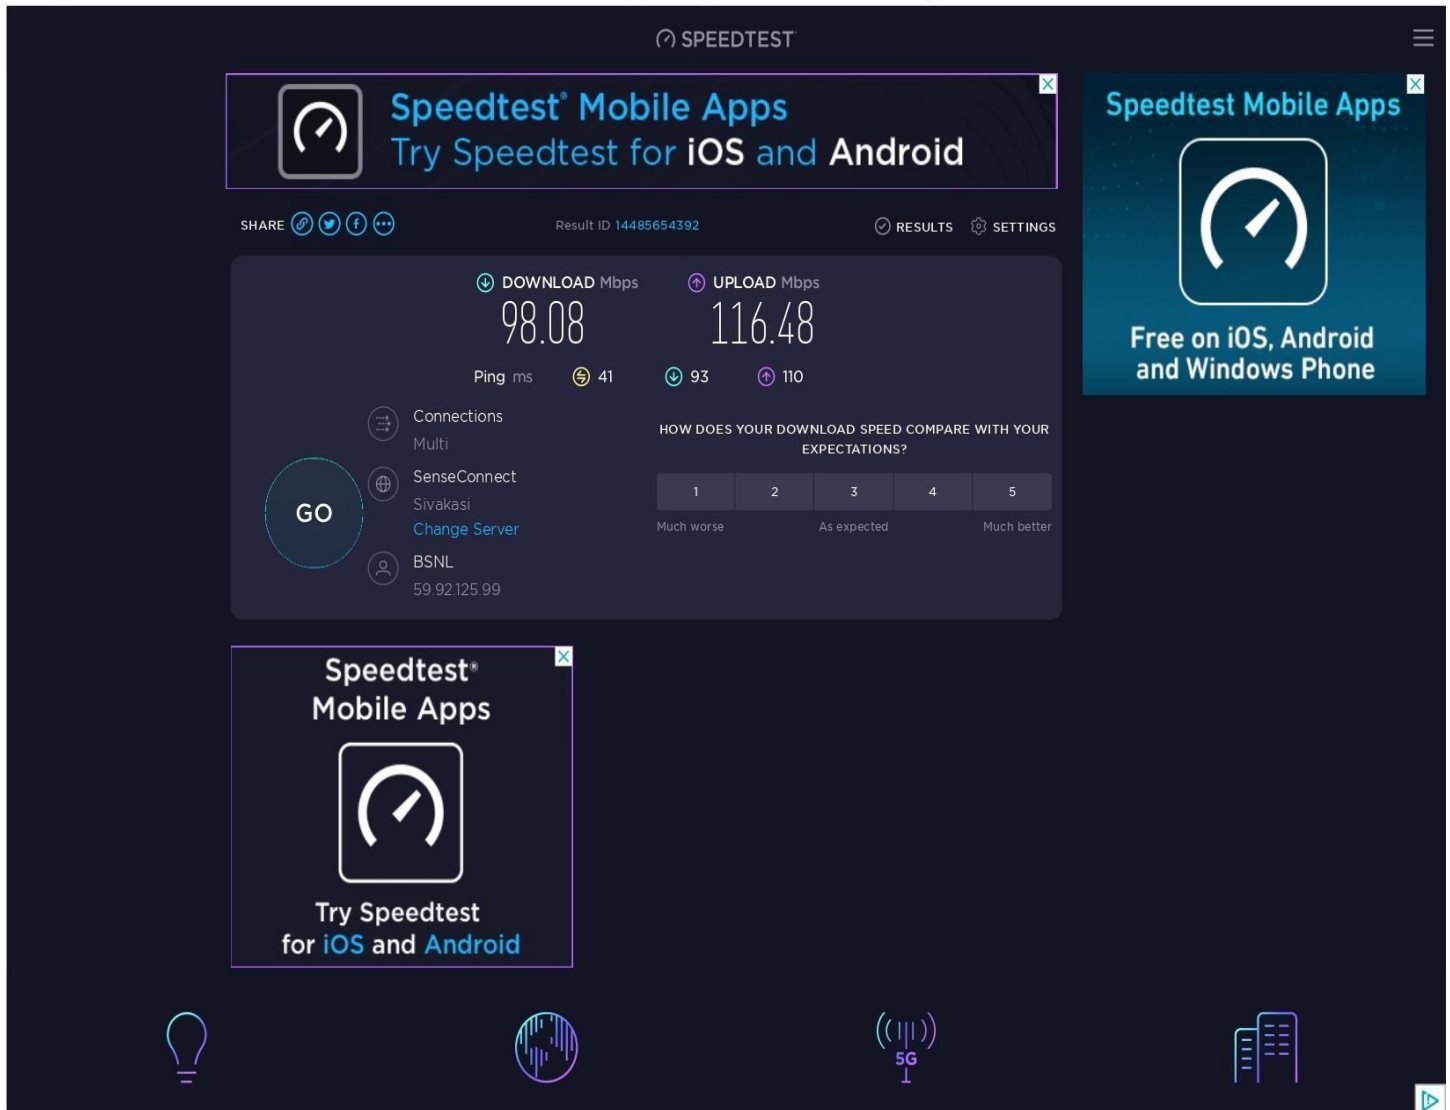 SPEEDTEST
Speedtest® Mobile Apps
Try Speedtest for iOS and Android
Speedtest Mobile Apps
Free on iOS, Android
and Windows Phone
SHARE
Result ID 14485654392
RESULTS
SETTINGS
DOWNLOAD Mbps
98.08
UPLOAD Mbps
116.48
Ping ms 41 93 110
Connections
Multi
SenseConnect
Sivakasi
Change Server
BSNL
59.92.125.99
GO
HOW DOES YOUR DOWNLOAD SPEED COMPARE WITH YOUR
EXPECTATIONS?
1 2 3 4 5
Much worse As expected Much better
Speedtest®
Mobile Apps
Try Speedtest
for iOS and Android
5G